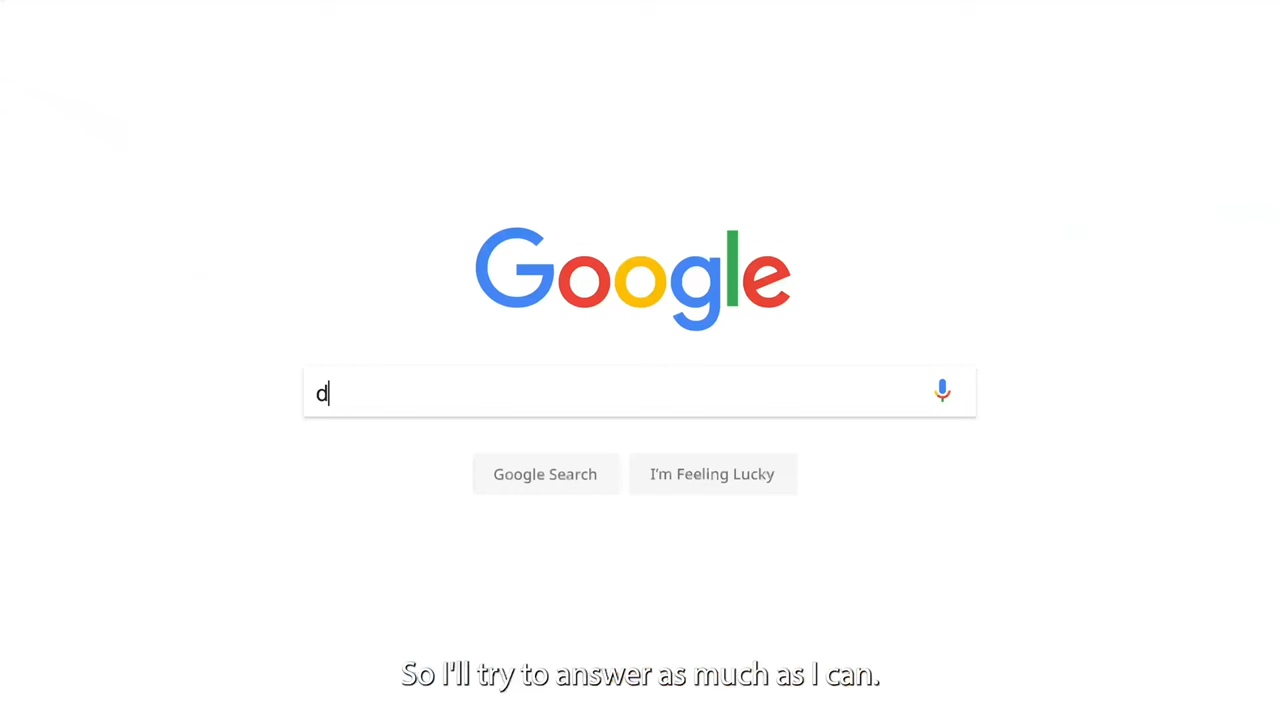 Google
d
Google Search
I'm Feeling Lucky
So I'll try to answer as much as I can.